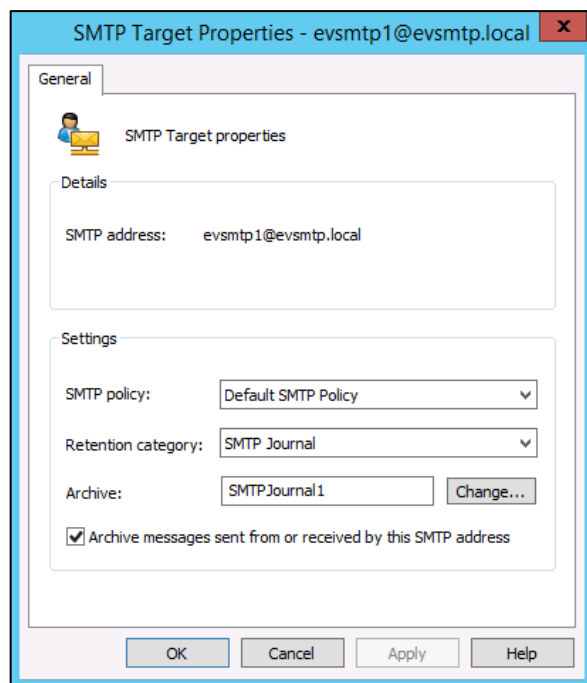 SMTP Target Properties - evsmtp1@evsmtp.local x
General
SMTP Target properties
Details
SMTP address: evsmtp1@evsmtp.local
Settings
SMTP policy: Default SMTP Policy
Retention category: SMTP Journal
Archive: SMTPJournal1 Change...
Archive messages sent from or received by this SMTP address
OK Cancel Apply Help